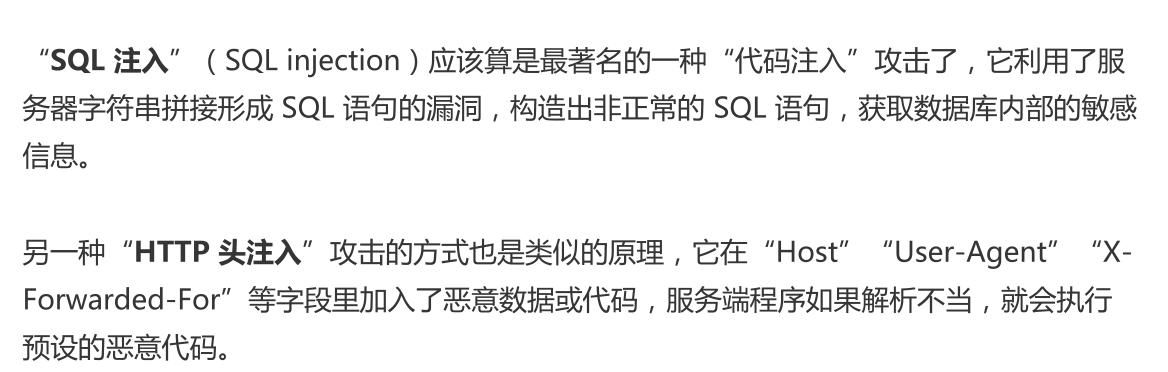 “SQL 注入”（SQL injection）应该算是最著名的一种“代码注入”攻击了，它利用了服
务器字符串拼接形成 SQL 语句的漏洞，构造出非正常的 SQL 语句，获取数据库内部的敏感
信息。
另一种“HTTP 头注入”攻击的方式也是类似的原理，它在“Host”“User-Agent”“X-
Forwarded-For”等字段里加入了恶意数据或代码，服务端程序如果解析不当，就会执行
预设的恶意代码。